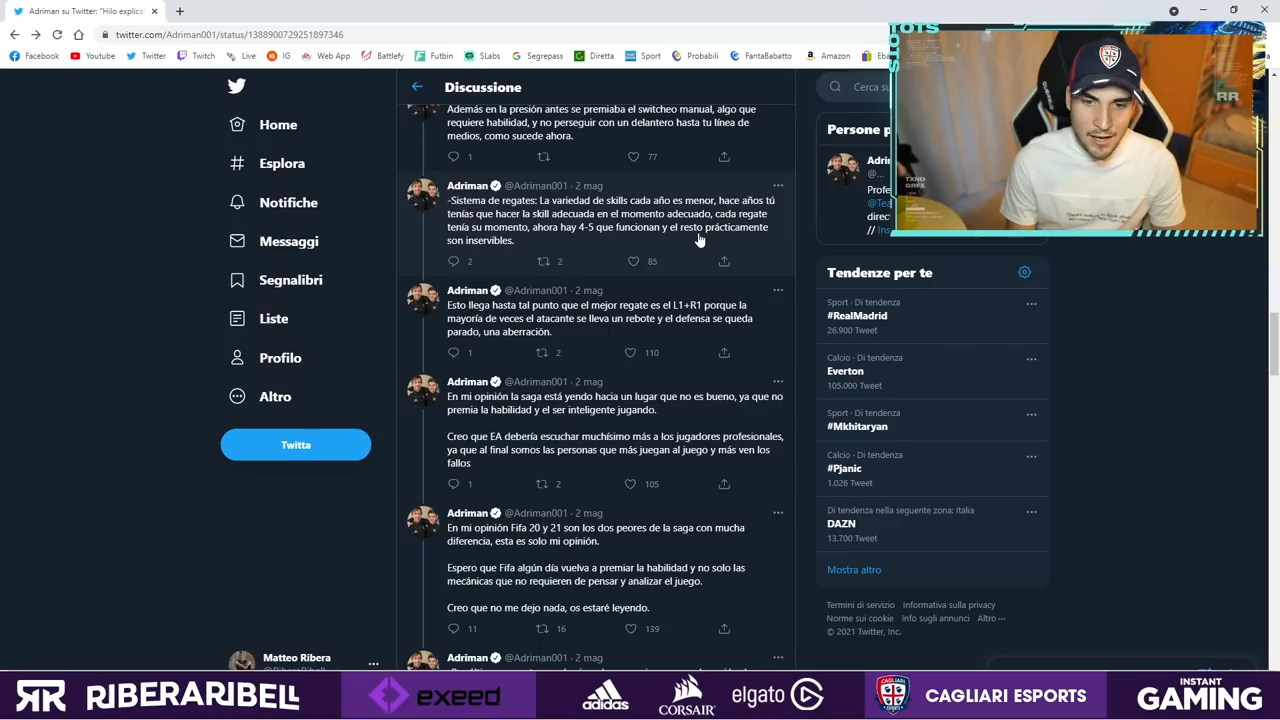 Adriman su Twitter: "Hilo explica
twitter.com/Adriman001/status/1388900729251897346
Facebook
Youtube
Twitter
Twitch
Live
IG
Web App
Battlefy
Futbin
SLabs
Segrepass
Diretta
Sport
Probabili
FantaBabatto
Amazon
Discussione
Cerca su
Home
Esplora
Notifiche
Messaggi
Segnalibri
Liste
Profilo
Altro
Twitta
Matteo Ribera
Además en la presión antes se premiaba el switcheo manual, algo que
requiere habilidad, y no perseguir con un delantero hasta tu línea de
medios, como sucede ahora.
1
77
Adriman @Adriman001 · 2 mag
-Sistema de regates: La variedad de skills cada año es menor, hace años tú
tenías que hacer la skill adecuada en el momento adecuado, cada regate
tenía su momento, ahora hay 4-5 que funcionan y el resto prácticamente
son inservibles.
2
2
85
Adriman @Adriman001 · 2 mag
Esto llega hasta tal punto que el mejor regate es el L1+R1 porque la
mayoría de veces el atacante se lleva un rebote y el defensa se queda
parado, una aberración.
1
2
110
Adriman @Adriman001 · 2 mag
En mi opinión la saga está yendo hacia un lugar que no es bueno, ya que no
premia la habilidad y el ser inteligente jugando.
Creo que EA debería escuchar muchísimo más a los jugadores profesionales,
ya que al final somos las personas que más juegan al juego y más ven los
fallos
1
2
105
Adriman @Adriman001 · 2 mag
En mi opinión Fifa 20 y 21 son los dos peores de la saga con mucha
diferencia, esta es solo mi opinión.
Espero que Fifa algún día vuelva a premiar la habilidad y no solo las
mecánicas que no requieren de pensar y analizar el juego.
Creo que no me dejo nada, os estaré leyendo.
11
16
139
Adriman @Adriman001 · 2 mag
Persone p
Adri
@...
Profe
@Tea
direct
// Ins
Tendenze per te
Sport · Di tendenza
#RealMadrid
26.900 Tweet
Calcio · Di tendenza
Everton
105.000 Tweet
Sport · Di tendenza
#Mkhitaryan
Calcio · Di tendenza
#Pjanic
1.026 Tweet
Di tendenza nella seguente zona: Italia
DAZN
13.700 Tweet
Mostra altro
Termini di servizio Informativa sulla privacy
Norme sui cookie Info sugli annunci Altro ···
© 2021 Twitter, Inc.
TOTS
RR
TXNO
GRFX
RR RIBERARIBELL
exeed
adidas
CORSAIR
elgato
CAGLIARI ESPORTS
INSTANT
GAMING